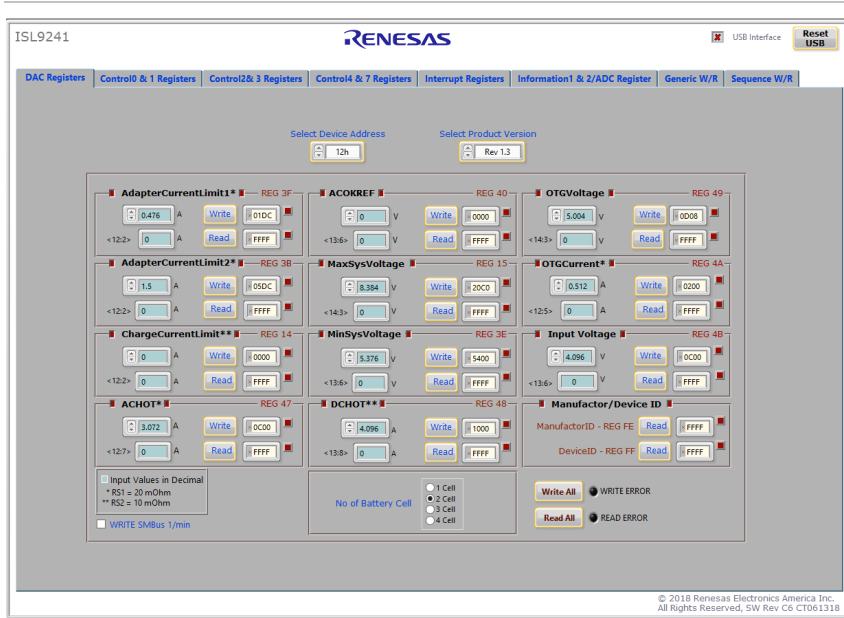 ISL9241
RENESAS
USB Interface
Reset USB
DAC Registers Control0 & 1 Registers Control2& 3 Registers Control4 & 7 Registers Interrupt Registers Information1 & 2/ADC Register Generic W/R Sequence W/R
Select Device Address Select Product Version
12h Rev 1.3
AdapterCurrentLimit1* REG 3F ACOKREF REG 40 OTGVoltage REG 49
0.476 A Write 01DC 0 V Write 0000 5.004 V Write 0D08
<12:2> 0 A Read FFFF <13:6> 0 V Read FFFF <14:3> 0 V Read FFFF
AdapterCurrentLimit2* REG 3B MaxSysVoltage REG 15 OTGCurrent* REG 4A
1.5 A Write 05DC 8.384 V Write 20C0 0.512 A Write 0200
<12:2> 0 A Read FFFF <14:3> 0 V Read FFFF <12:5> 0 A Read FFFF
ChargeCurrentLimit** REG 14 MinSysVoltage REG 3E Input Voltage REG 4B
0 A Write 0000 5.376 V Write 5400 4.096 V Write 0C00
<12:2> 0 A Read FFFF <13:6> 0 V Read FFFF <13:6> 0 V Read FFFF
ACHOT* REG 47 DCHOT** REG 48 Manufactor/Device ID
3.072 A Write 0C00 4.096 A Write 1000 ManufactorID - REG FE Read FFFF
<12:7> 0 A Read FFFF <13:8> 0 A Read FFFF DeviceID - REG FF Read FFFF
Input Values in Decimal
* RS1 = 20 mOhm
** RS2 = 10 mOhm
WRITE SMBus 1/min
No of Battery Cell
1 Cell
2 Cell
3 Cell
4 Cell
Write All WRITE ERROR
Read All READ ERROR
© 2018 Renesas Electronics America Inc.
All Rights Reserved, SW Rev C6 CT061318